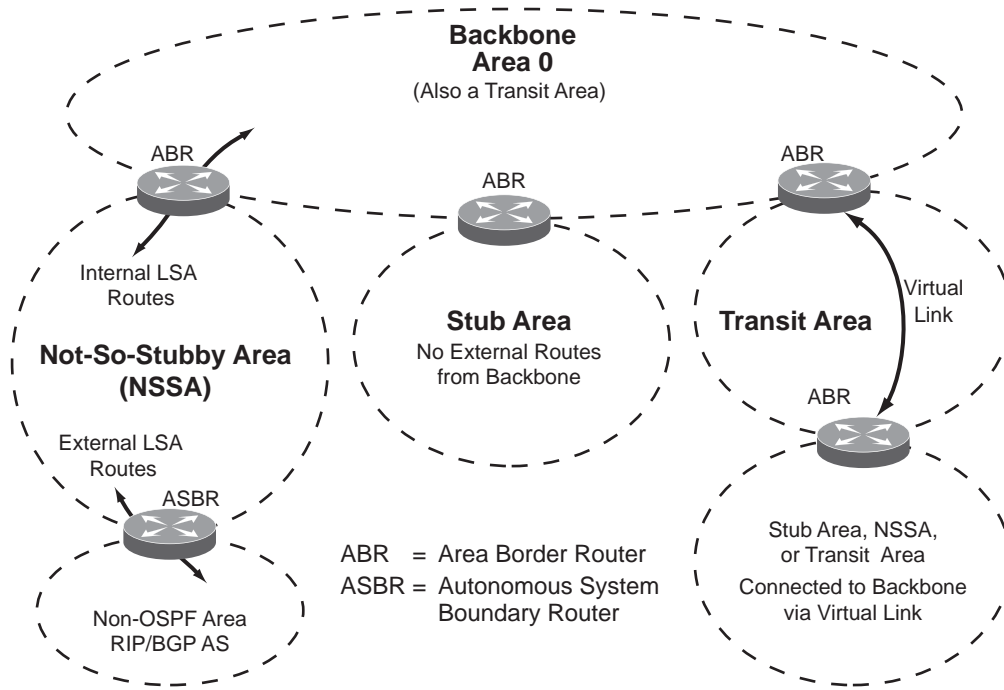 Backbone
Area 0
(Also a Transit Area)
ABR
ABR
ABR
Internal LSA
Routes
Not-So-Stubby Area
(NSSA)
External LSA
Routes
ASBR
Non-OSPF Area
RIP/BGP AS
Stub Area
No External Routes
from Backbone
Transit Area
Virtual
Link
ABR
Stub Area, NSSA,
or Transit Area
Connected to Backbone
via Virtual Link
ABR = Area Border Router
ASBR = Autonomous System
Boundary Router